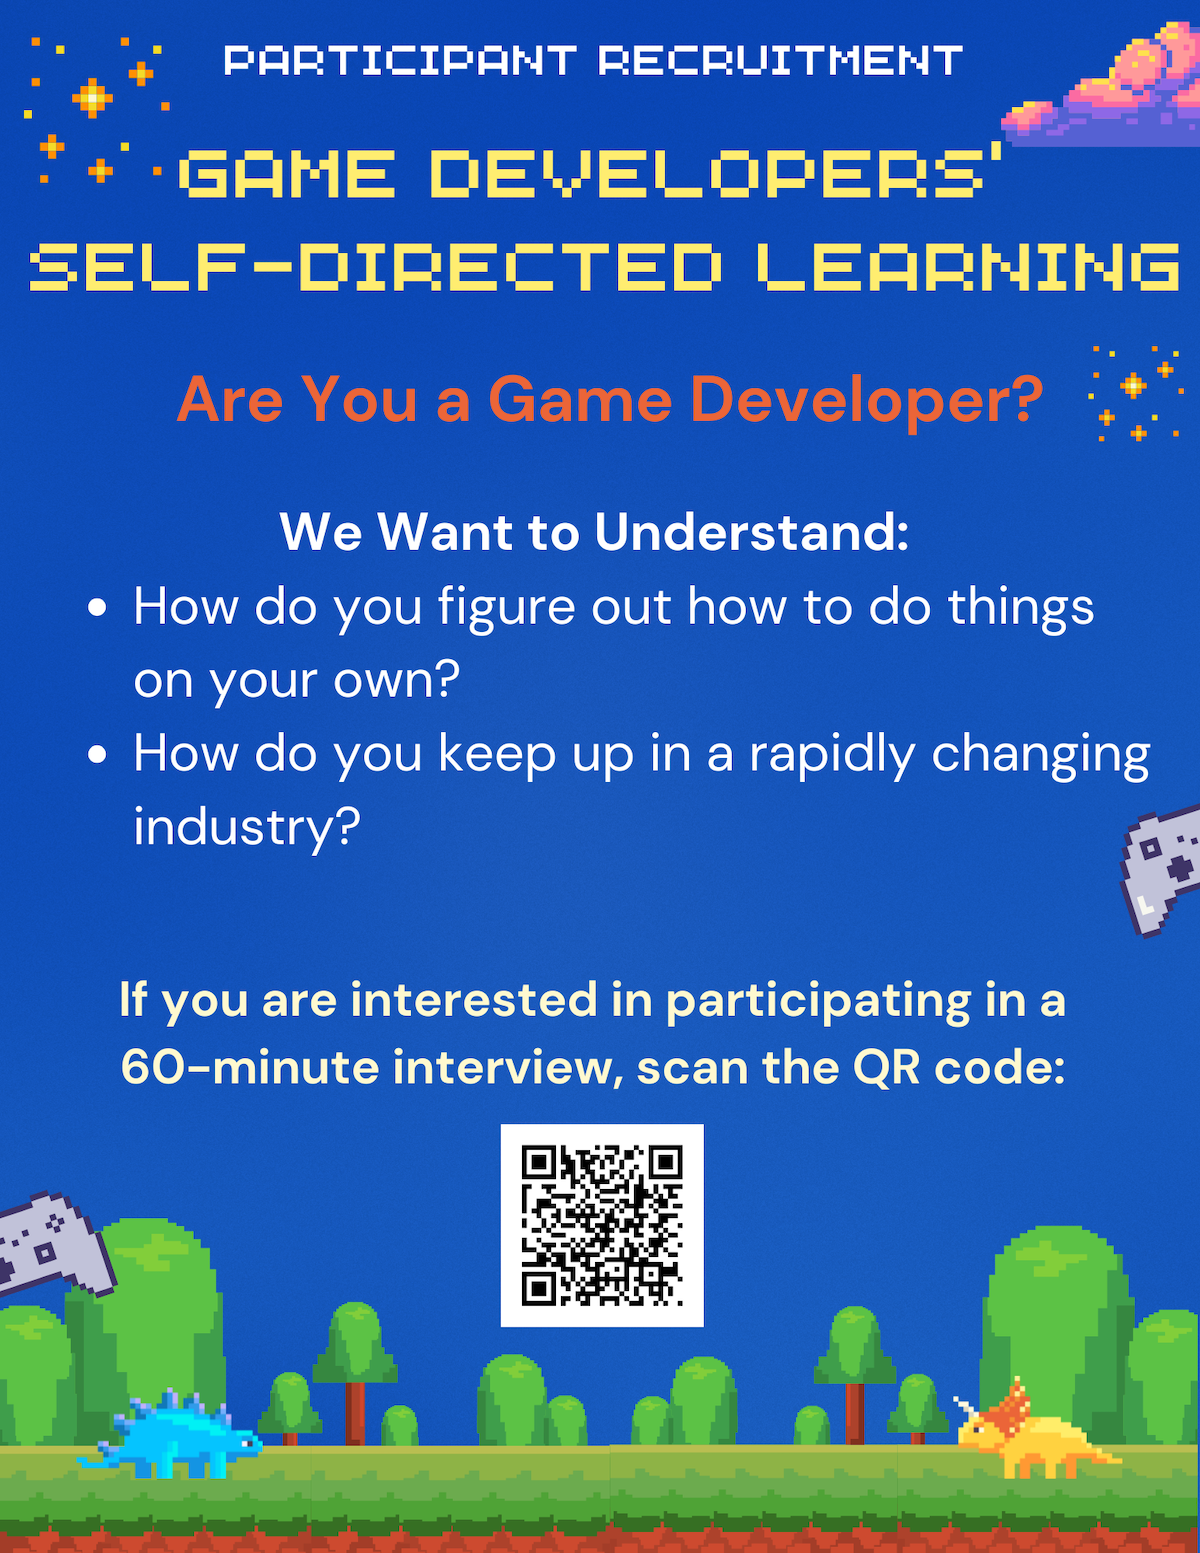 PARTICIPANT RECRUITMENT
GAME DEVELOPERS'
SELF-DIRECTED LEARNING
Are You a Game Developer?
We Want to Understand:
• How do you figure out how to do things
on your own?
• How do you keep up in a rapidly changing
industry?
If you are interested in participating in a
60-minute interview, scan the QR code: